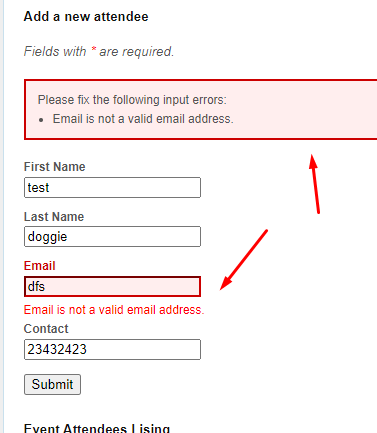 Add a new attendee
Fields with * are required.
Please fix the following input errors:
• Email is not a valid email address.
First Name
test
Last Name
doggie
Email
dfs
Email is not a valid email address.
Contact
23432423
Submit
Event Attendees Lising